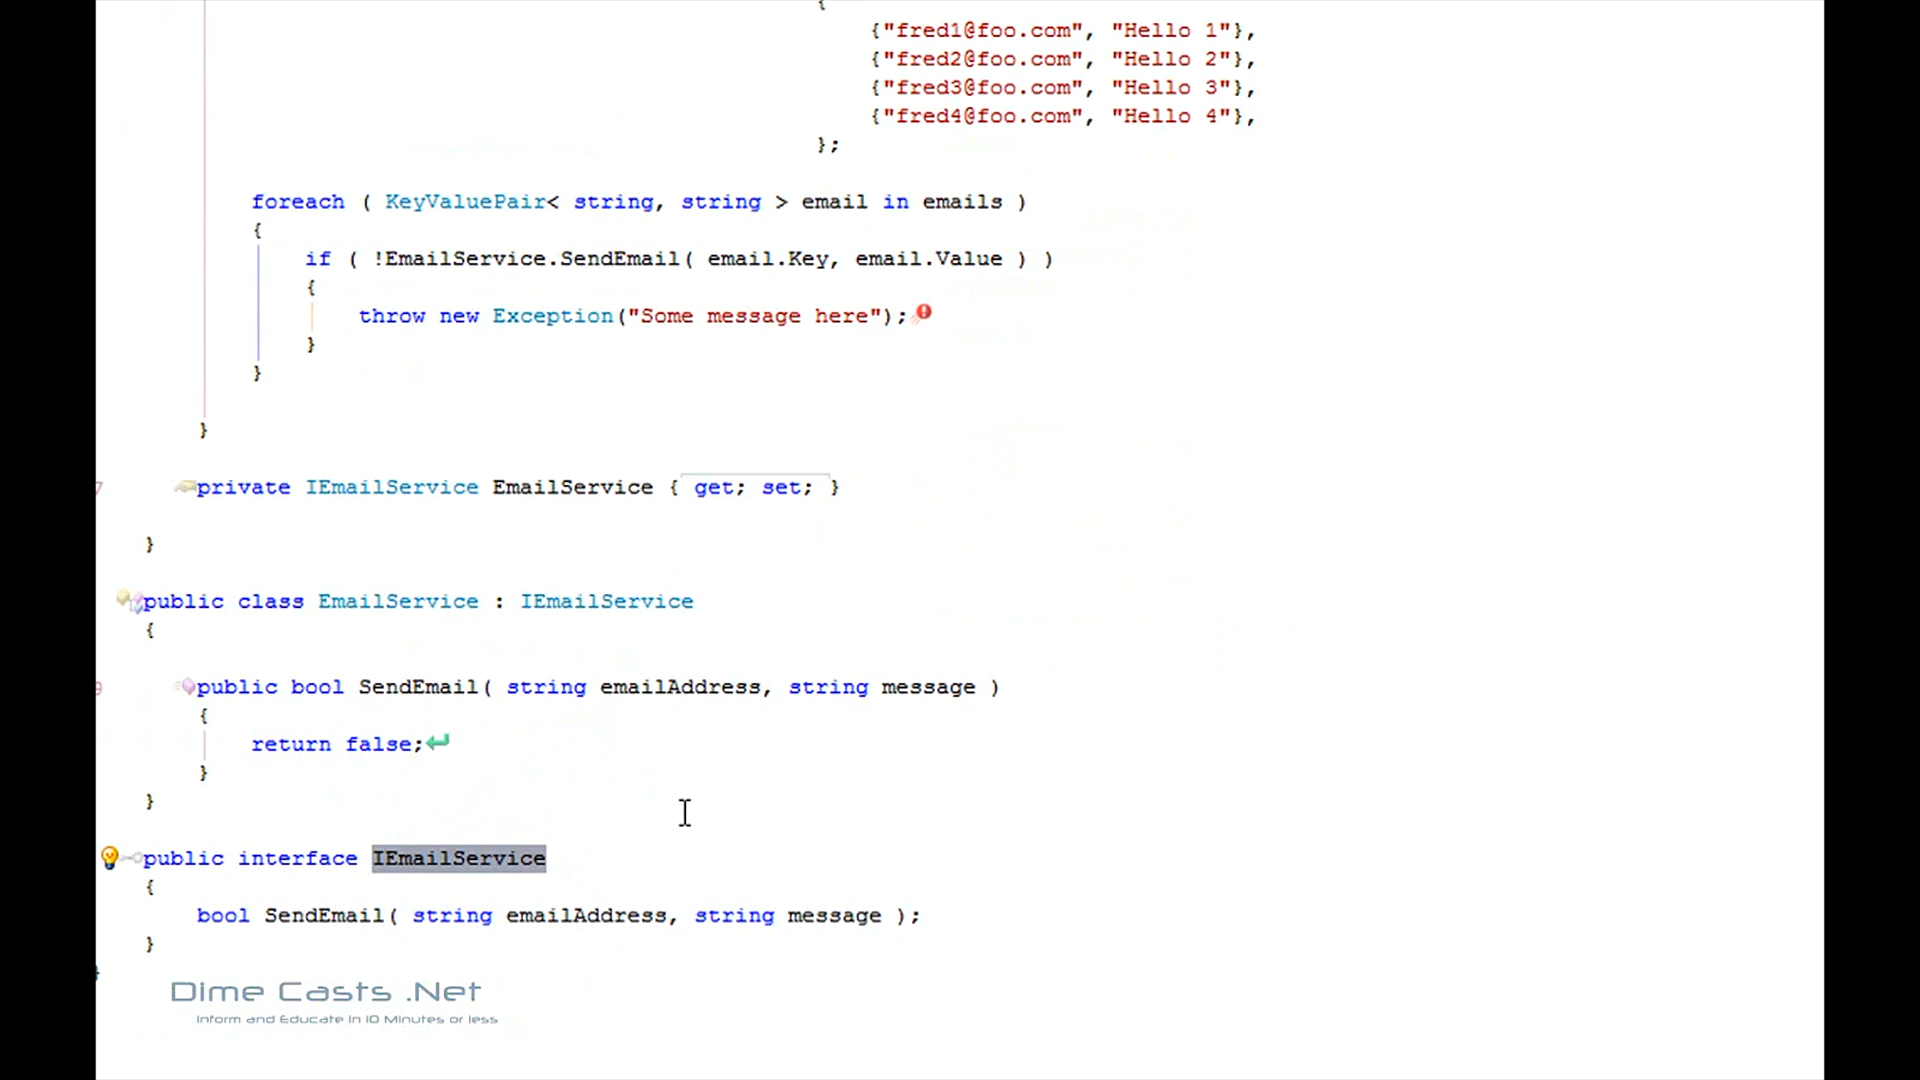 {
{"fred1@foo.com", "Hello 1"},
{"fred2@foo.com", "Hello 2"},
{"fred3@foo.com", "Hello 3"},
{"fred4@foo.com", "Hello 4"},
};
foreach ( KeyValuePair< string, string > email in emails )
{
if ( !EmailService.SendEmail( email.Key, email.Value ) )
{
throw new Exception("Some message here");
}
}
}
private IEmailService EmailService { get; set; }
}
public class EmailService : IEmailService
{
public bool SendEmail( string emailAddress, string message )
{
return false;
}
}
public interface IEmailService
{
bool SendEmail( string emailAddress, string message );
}
}
Dime Casts .Net
Inform and Educate in 10 Minutes or less